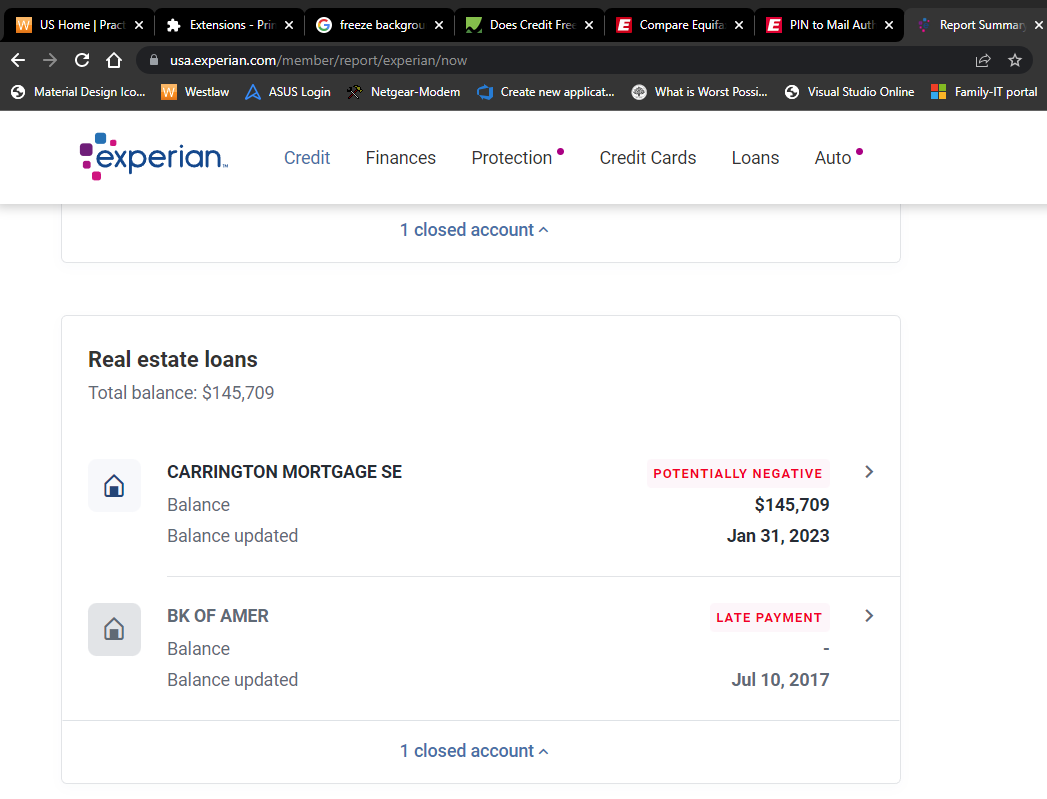 US Home | Pract
Extensions - Prin
freeze backgrou
Does Credit Free
Compare Equifa
PIN to Mail Auth
Report Summar
usa.experian.com/member/report/experian/now
Material Design Ico...
Westlaw
ASUS Login
Netgear-Modem
Create new applicat...
What is Worst Possi...
Visual Studio Online
Family-IT portal
experian™
Credit
Finances
Protection
Credit Cards
Loans
Auto
1 closed account
Real estate loans
Total balance: $145,709
CARRINGTON MORTGAGE SE
POTENTIALLY NEGATIVE
Balance
$145,709
Balance updated
Jan 31, 2023
BK OF AMER
LATE PAYMENT
Balance
-
Balance updated
Jul 10, 2017
1 closed account